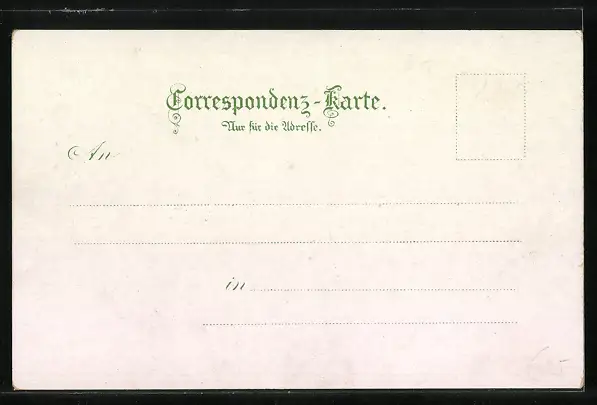 Correspondenz-Karte.
Nur für die Adresse.
An
in